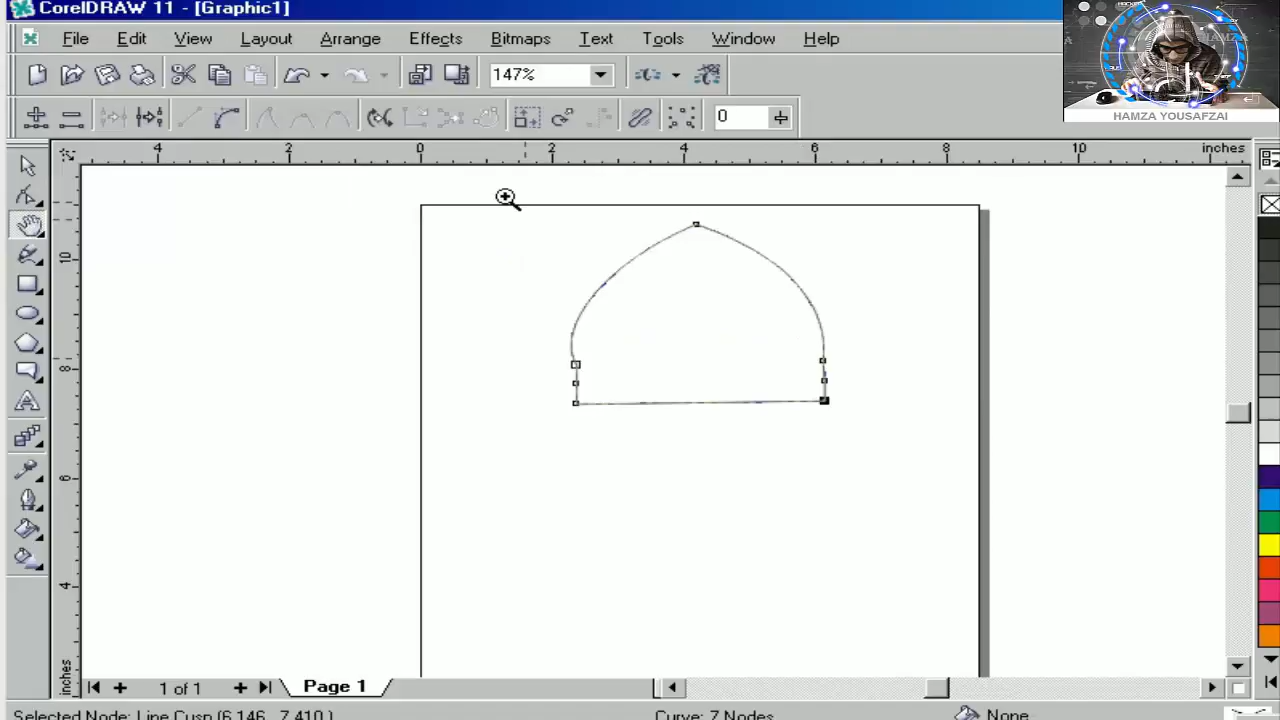 CorelDRAW 11 - [Graphic1]
File Edit View Layout Arrange Effects Bitmaps Text Tools Window Help
147%
0
HAMZA YOUSAFZAI
4 2 0 2 4 6 8 10 inches
10
8
6
4
inches
1 of 1 Page 1
Selected Node: Line Cusp (6.146, 7.410) Curve: 7 Nodes None